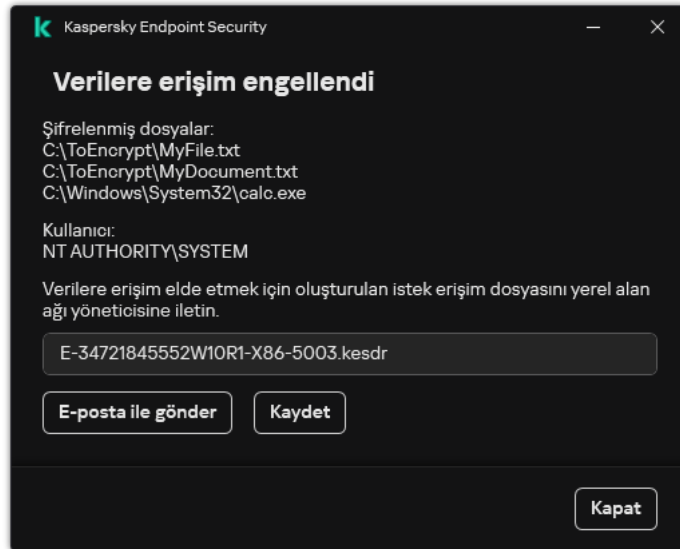 Kaspersky Endpoint Security
Verilere erişim engellendi
Şifrelenmiş dosyalar:
C:\ToEncrypt\MyFile.txt
C:\ToEncrypt\MyDocument.txt
C:\Windows\System32\calc.exe
Kullanıcı:
NT AUTHORITY\SYSTEM
Verilere erişim elde etmek için oluşturulan istek erişim dosyasını yerel alan
ağı yöneticisine iletin.
E-34721845552W10R1-X86-5003.kesdr
E-posta ile gönder
Kaydet
Kapat